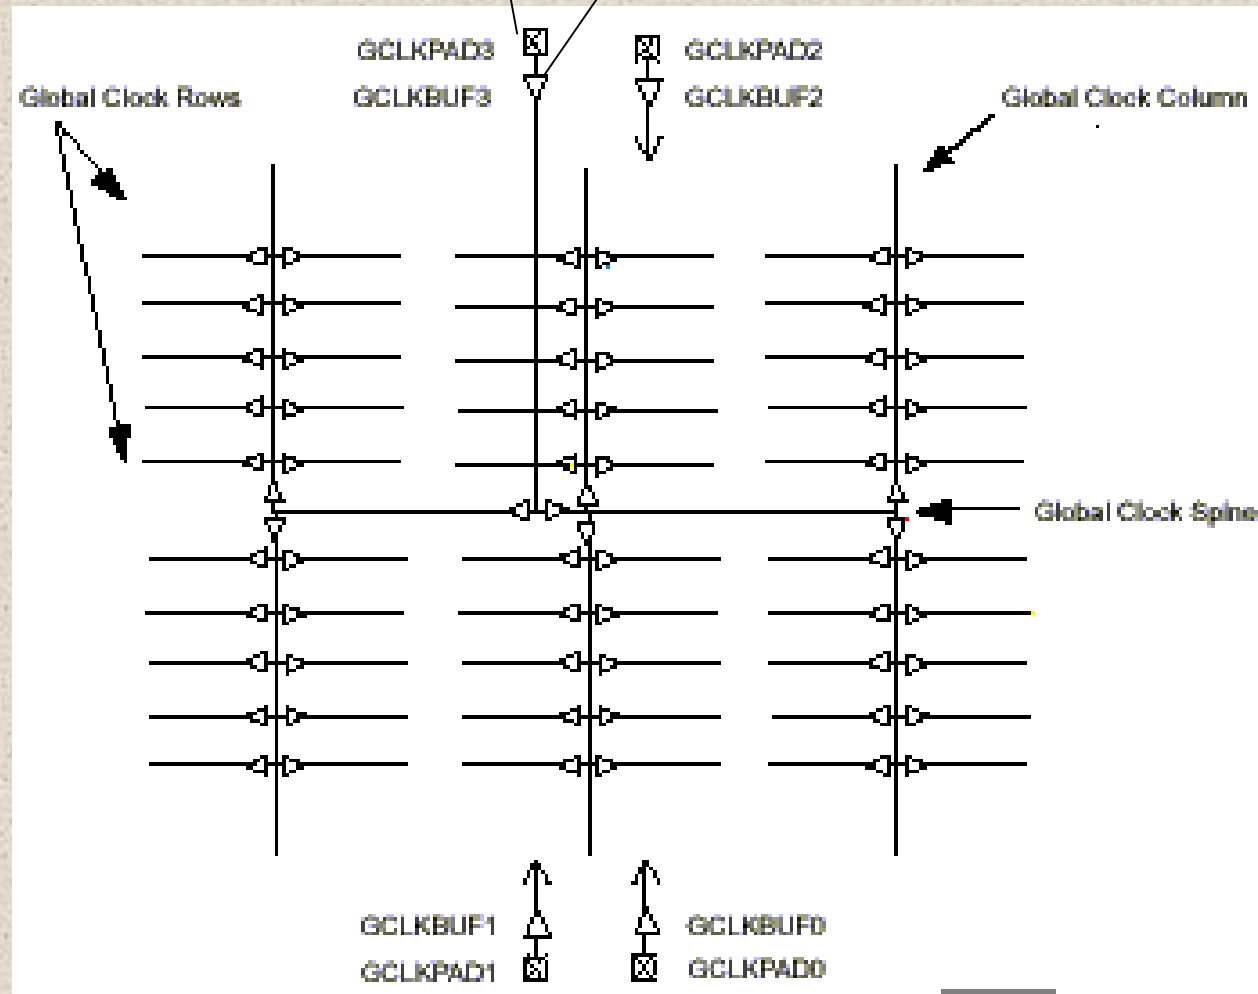 GCLKPAD3
GCLKPAD2
Global Clock Rows
GCLKBUF3
GCLKBUF2
Global Clock Column
Global Clock Spine
GCLKBUF1
GCLKBUF0
GCLKPAD1
GCLKPAD0